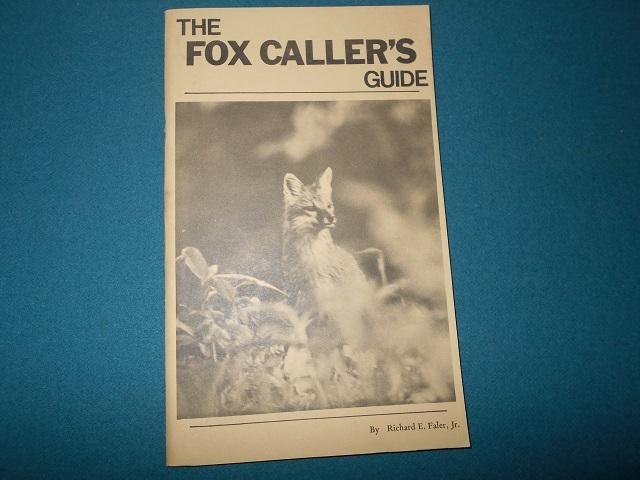 THE
FOX CALLER'S
GUIDE
By Richard E. Faler, Jr.